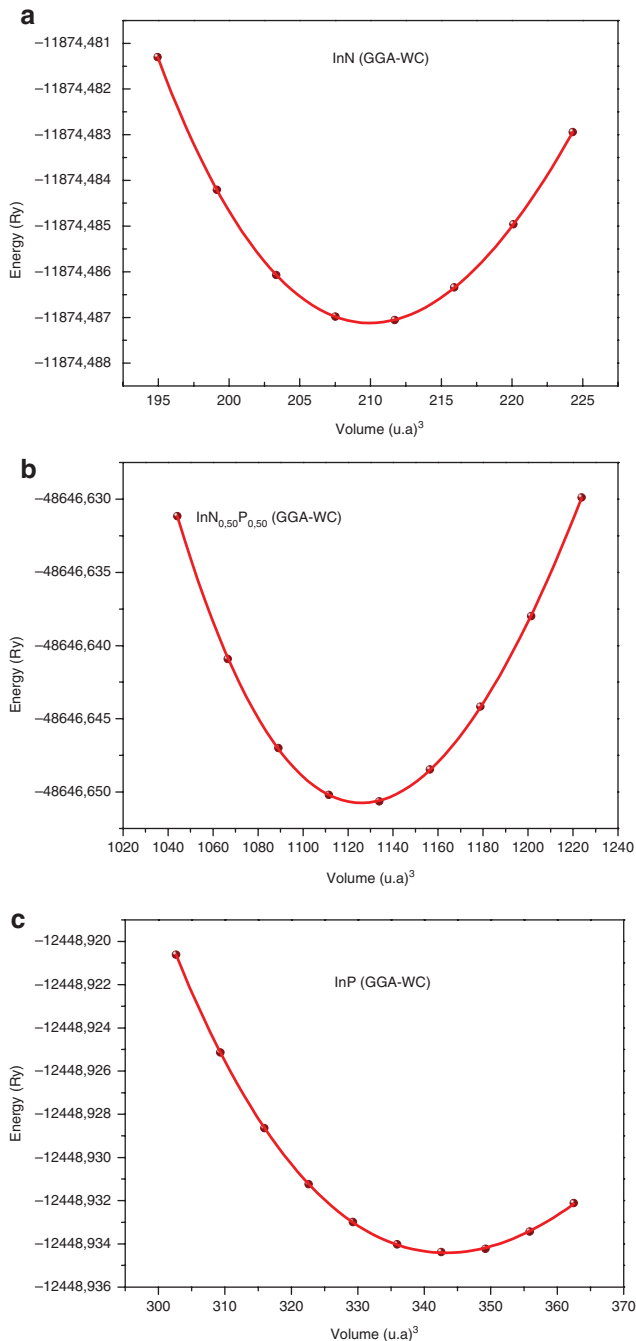 a
InN (GGA-WC)
Energy (Ry)
−11874,481
−11874,482
−11874,483
−11874,484
−11874,485
−11874,486
−11874,487
−11874,488
195 200 205 210 215 220 225
Volume (u.a)³
b
InN₀,₅₀P₀,₅₀ (GGA-WC)
Energy (Ry)
−48646,630
−48646,635
−48646,640
−48646,645
−48646,650
1020 1040 1060 1080 1100 1120 1140 1160 1180 1200 1220 1240
Volume (u.a)³
c
InP (GGA-WC)
Energy (Ry)
−12448,920
−12448,922
−12448,924
−12448,926
−12448,928
−12448,930
−12448,932
−12448,934
−12448,936
300 310 320 330 340 350 360 370
Volume (u.a)³